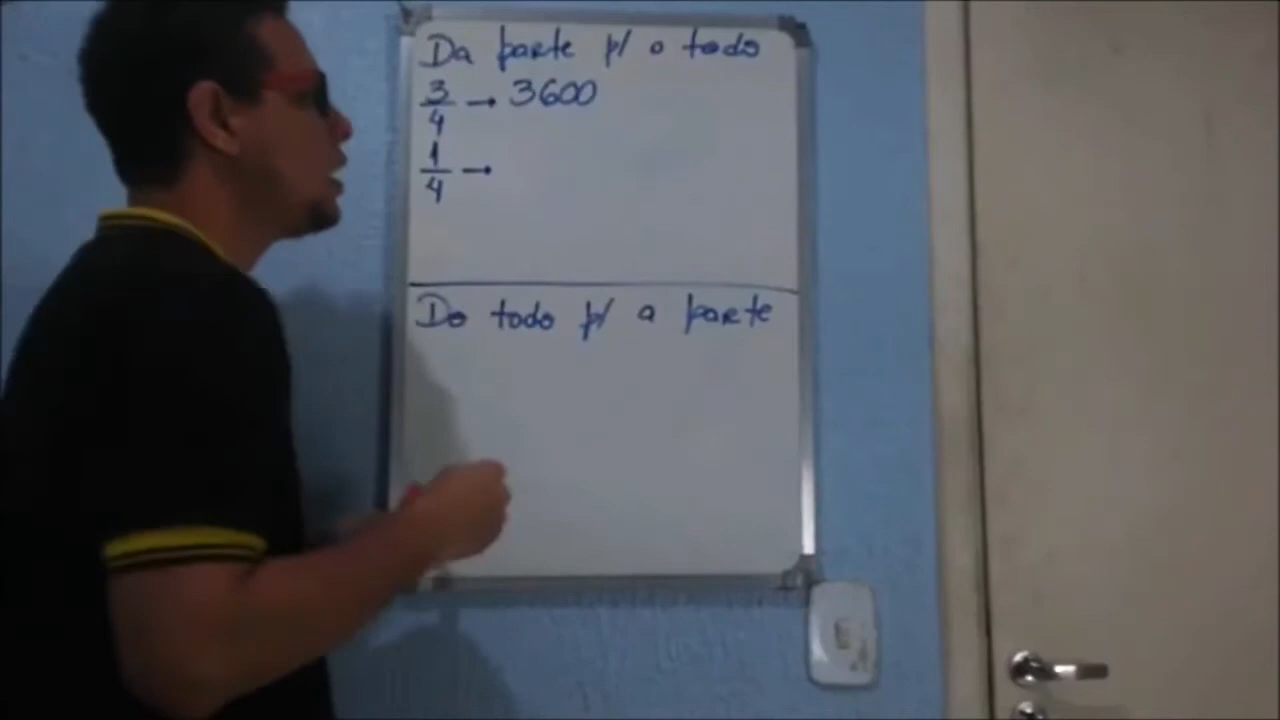 Da parte p/ o todo
3/4 → 3600
1/4 →
Do todo p/ a parte